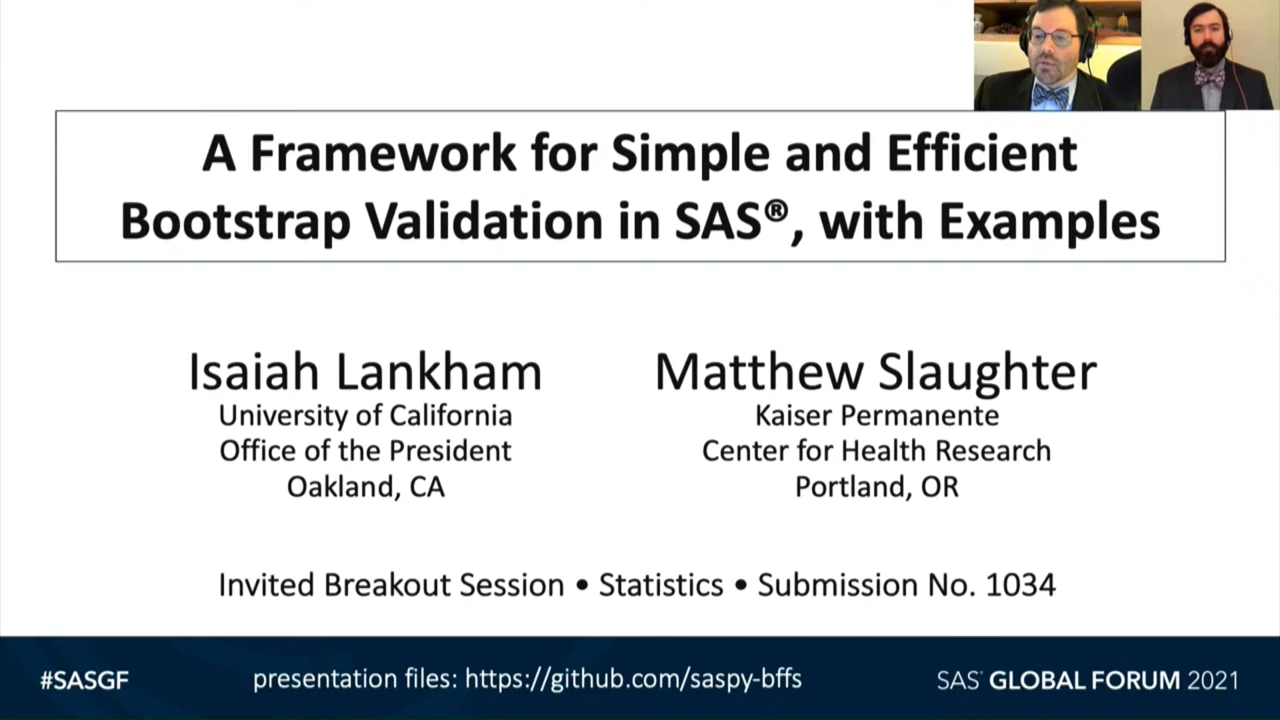 A Framework for Simple and Efficient
Bootstrap Validation in SAS®, with Examples
Isaiah Lankham
University of California
Office of the President
Oakland, CA
Matthew Slaughter
Kaiser Permanente
Center for Health Research
Portland, OR
Invited Breakout Session • Statistics • Submission No. 1034
#SASGF
presentation files: https://github.com/saspy-bffs
SAS® GLOBAL FORUM 2021